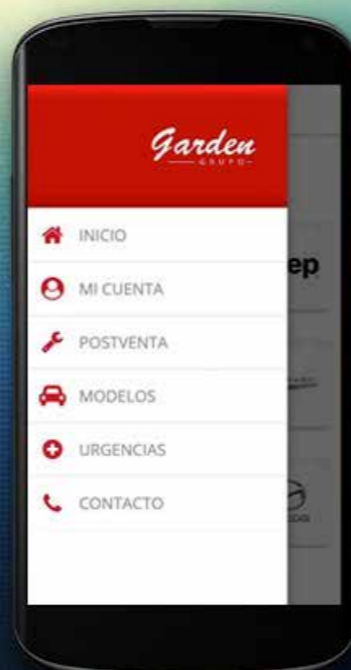 Garden
GRUPO
INICIO
MI CUENTA
ep
POSTVENTA
MODELOS
URGENCIAS
CONTACTO